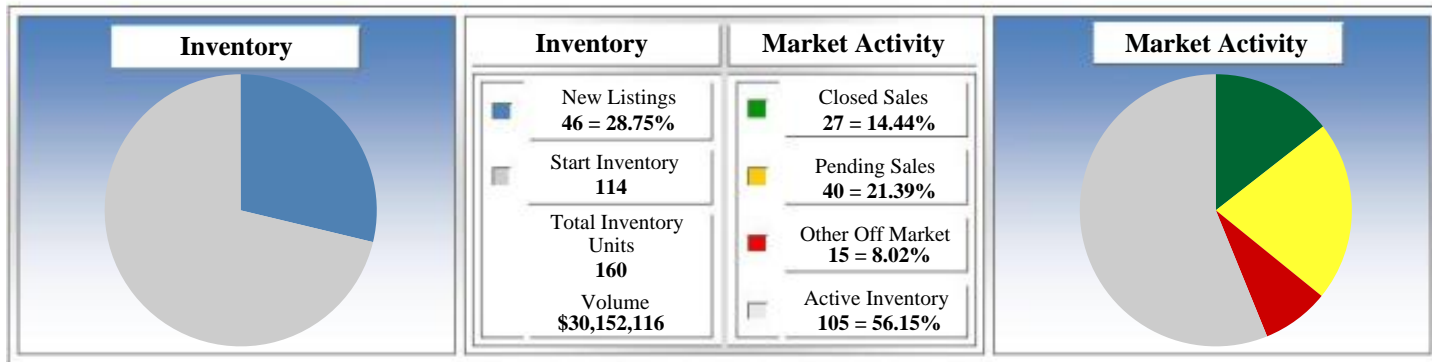 Inventory
Inventory
New Listings
46 = 28.75%
Start Inventory
114
Total Inventory
Units
160
Volume
$30,152,116
Market Activity
Closed Sales
27 = 14.44%
Pending Sales
40 = 21.39%
Other Off Market
15 = 8.02%
Active Inventory
105 = 56.15%
Market Activity